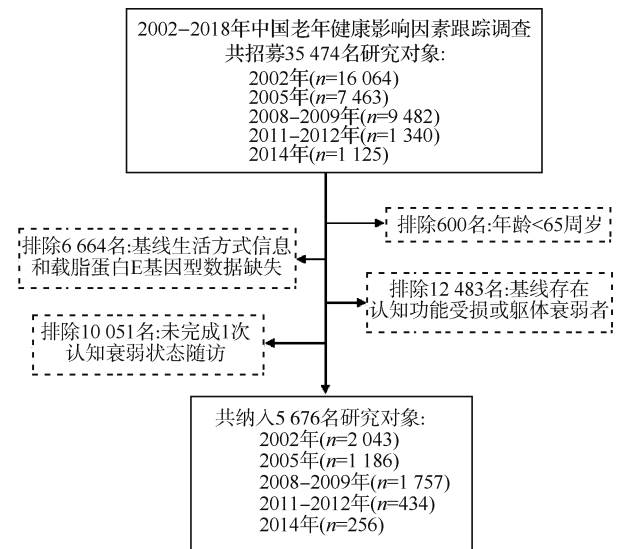 2002-2018年中国老年健康影响因素跟踪调查
共招募35 474名研究对象:
2002年(n=16 064)
2005年(n=7 463)
2008-2009年(n=9 482)
2011-2012年(n=1 340)
2014年(n=1 125)
排除600名:年龄<65周岁
排除6 664名:基线生活方式信息
和载脂蛋白E基因型数据缺失
排除12 483名:基线存在
认知功能受损或躯体衰弱者
排除10 051名:未完成1次
认知衰弱状态随访
共纳入5 676名研究对象:
2002年(n=2 043)
2005年(n=1 186)
2008-2009年(n=1 757)
2011-2012年(n=434)
2014年(n=256)